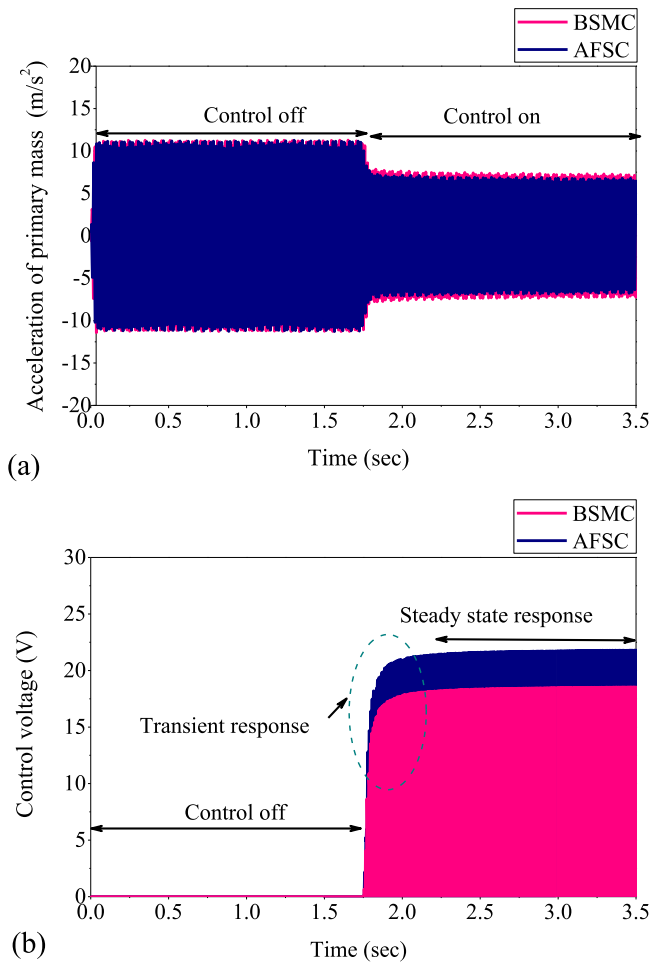 BSMC
AFSC
20
15
10
5
0
-5
-10
-15
-20
Acceleration of primary mass (m/s²)
Control off
Control on
0.0 0.5 1.0 1.5 2.0 2.5 3.0 3.5
Time (sec)
(a)
BSMC
AFSC
30
25
20
15
10
5
0
Control voltage (V)
Steady state response
Transient response
Control off
0.0 0.5 1.0 1.5 2.0 2.5 3.0 3.5
Time (sec)
(b)